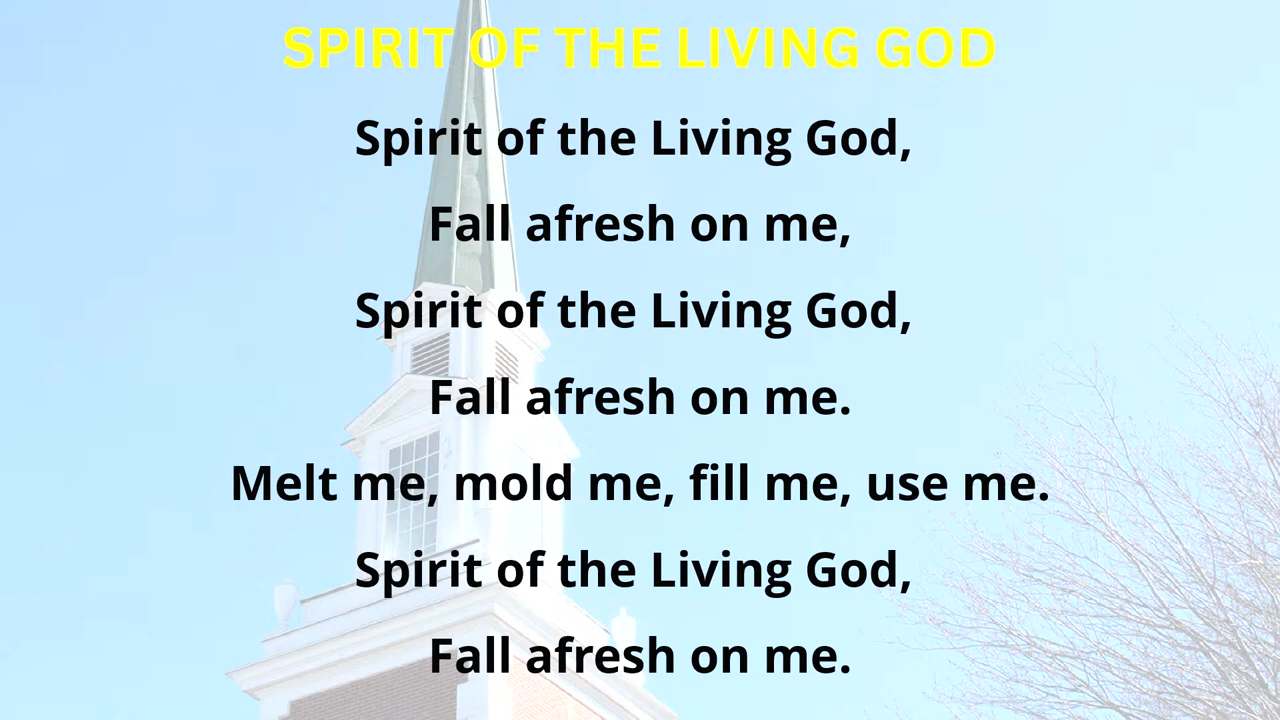 SPIRIT OF THE LIVING GOD
Spirit of the Living God,
Fall afresh on me,
Spirit of the Living God,
Fall afresh on me.
Melt me, mold me, fill me, use me.
Spirit of the Living God,
Fall afresh on me.